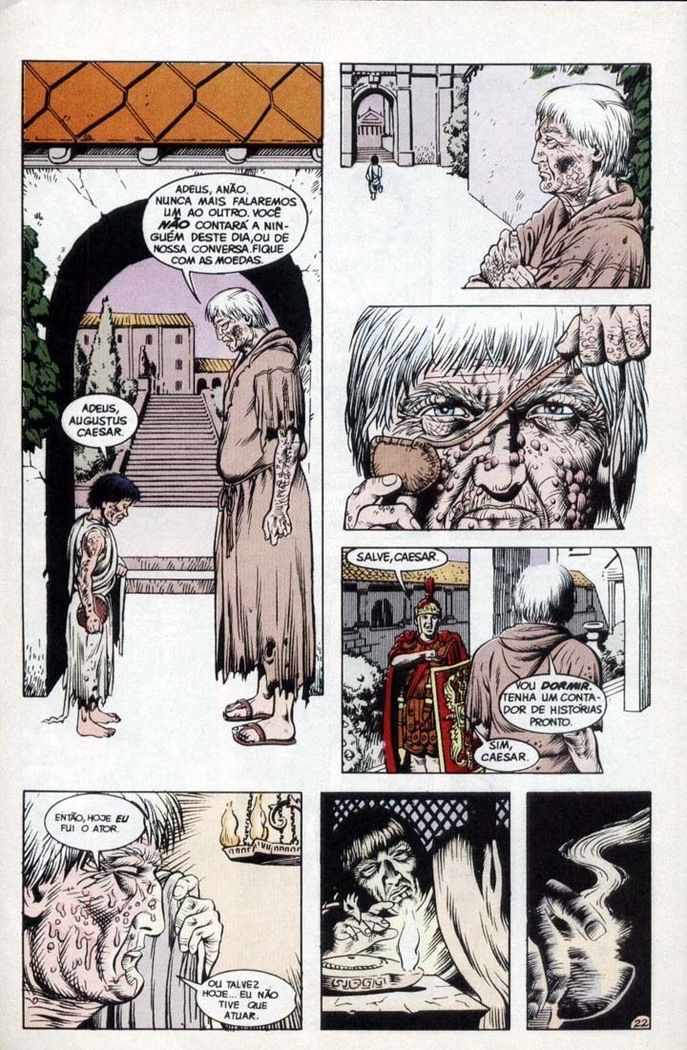 ADEUS, ANÃO.
NUNCA MAIS FALAREMOS
UM AO OUTRO. VOCÊ
NÃO CONTARÁ A NIN-
GUÉM DESTE DIA, OU DE
NOSSA CONVERSA. FIQUE
COM AS MOEDAS.
ADEUS,
AUGUSTUS
CAESAR.
SALVE, CAESAR.
VOU DORMIR.
TENHA UM CONTA-
DOR DE HISTÓRIAS
PRONTO.
SIM,
CAESAR.
ENTÃO, HOJE EU
FUI O ATOR.
OU TALVEZ
HOJE... EU NÃO
TIVE QUE
ATUAR.
22